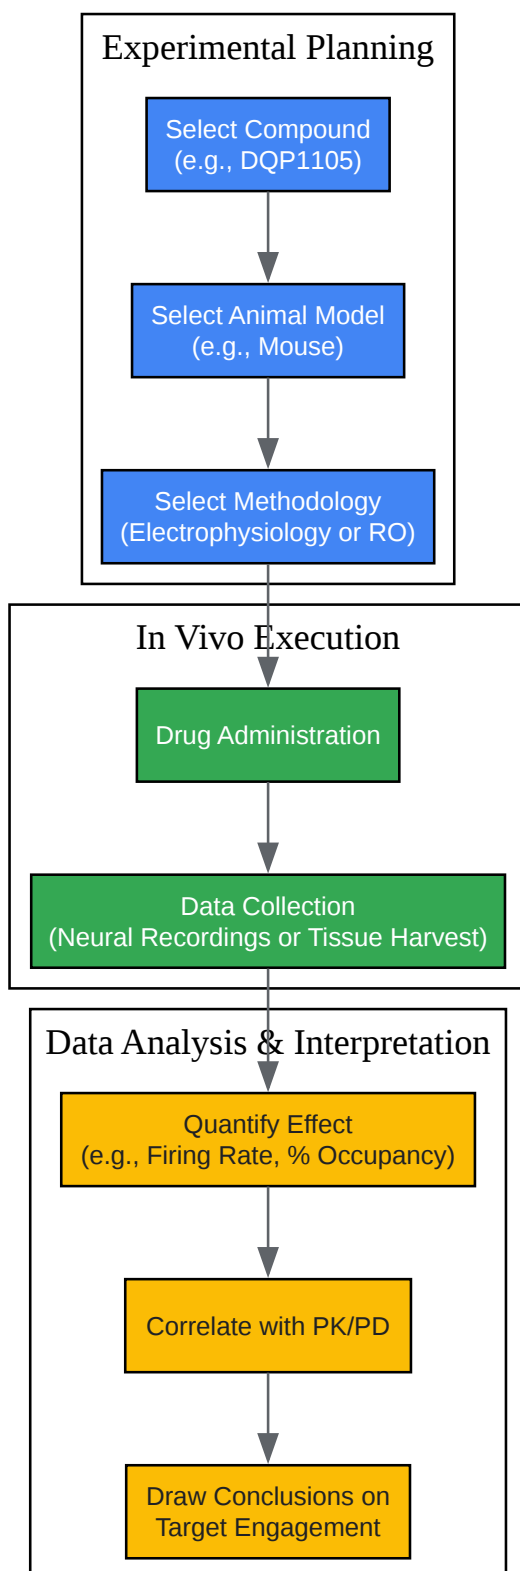 Experimental Planning
Select Compound
(e.g., DQP1105)
Select Animal Model
(e.g., Mouse)
Select Methodology
(Electrophysiology or RO)
In Vivo Execution
Drug Administration
Data Collection
(Neural Recordings or Tissue Harvest)
Data Analysis & Interpretation
Quantify Effect
(e.g., Firing Rate, % Occupancy)
Correlate with PK/PD
Draw Conclusions on
Target Engagement